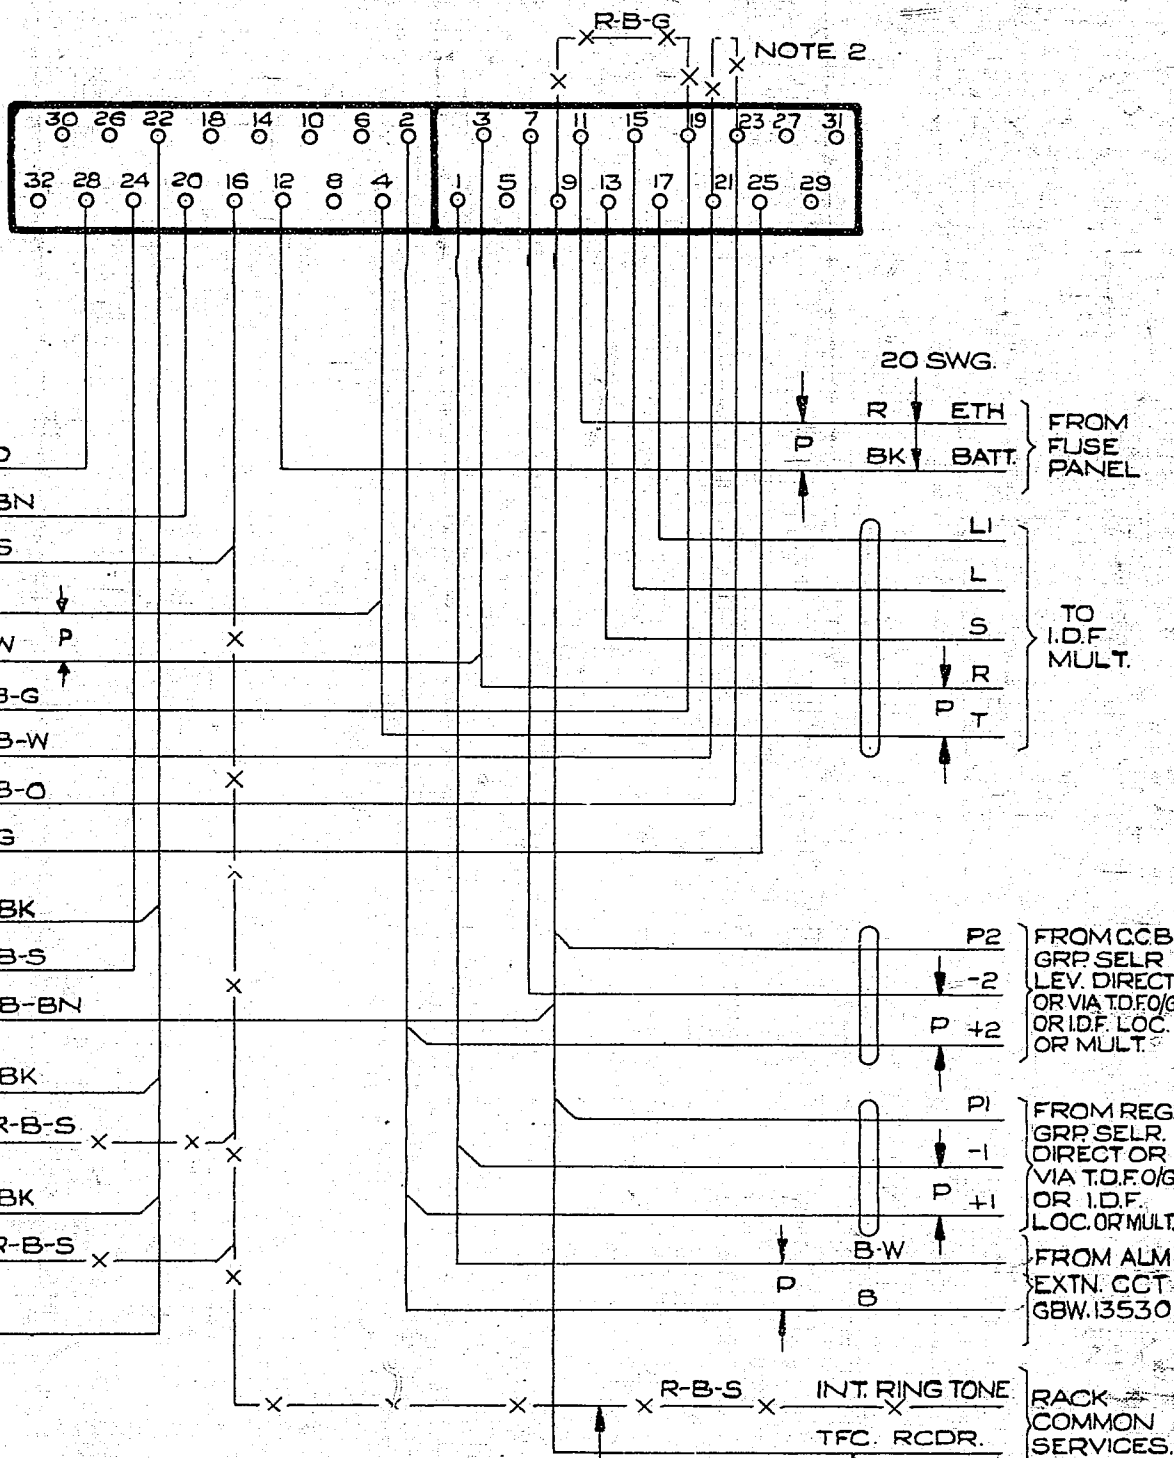 R-B-G
NOTE 2
30 26 22 18 14 10 6 2 3 7 11 15 19 23 27 31
32 28 24 20 16 12 8 4 1 5 9 13 17 21 25 29
20 SWG.
R ETH
P
BK BATT.
FROM
FUSE
PANEL
BN
S
L1
L
S
P
W
R
B-G
P T
TO
I.D.F
MULT.
B-W
B-O
G
BK
B-S
B-BN
P2
-2
P +2
FROM C.C.B
GRP. SELR
LEV. DIRECT
OR VIA T.D.F. O/G
OR I.D.F. LOC.
OR MULT.
BK
R-B-S
BK
R-B-S
P1
-1
P +1
FROM REG.
GRP. SELR.
DIRECT OR
VIA T.D.F. O/G
OR I.D.F.
LOC. OR MULT.
B-W
P
B
FROM ALM
EXTN. CCT
GBW.13530
R-B-S INT. RING TONE
TFC. RCDR.
RACK
COMMON
SERVICES.